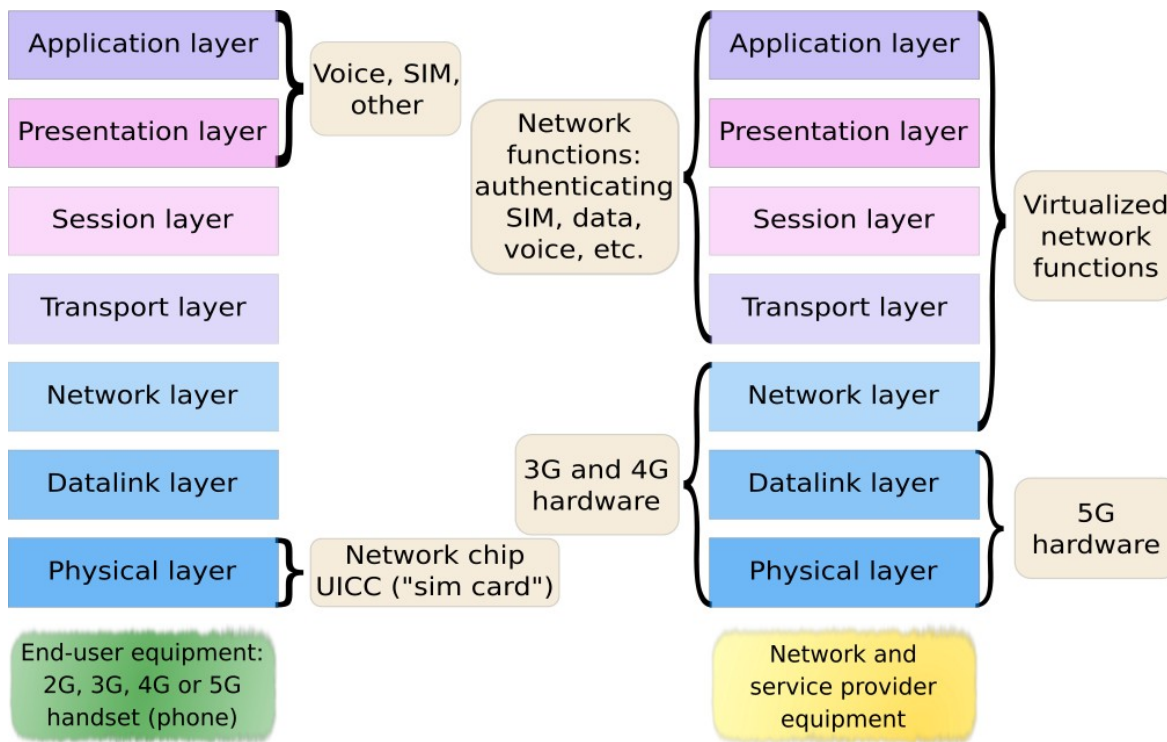 Application layer
Presentation layer
Session layer
Transport layer
Network layer
Datalink layer
Physical layer
Voice, SIM,
other
Network chip
UICC ("sim card")
End-user equipment:
2G, 3G, 4G or 5G
handset (phone)
Network
functions:
authenticating
SIM, data,
voice, etc.
3G and 4G
hardware
Application layer
Presentation layer
Session layer
Transport layer
Network layer
Datalink layer
Physical layer
Virtualized
network
functions
5G
hardware
Network and
service provider
equipment